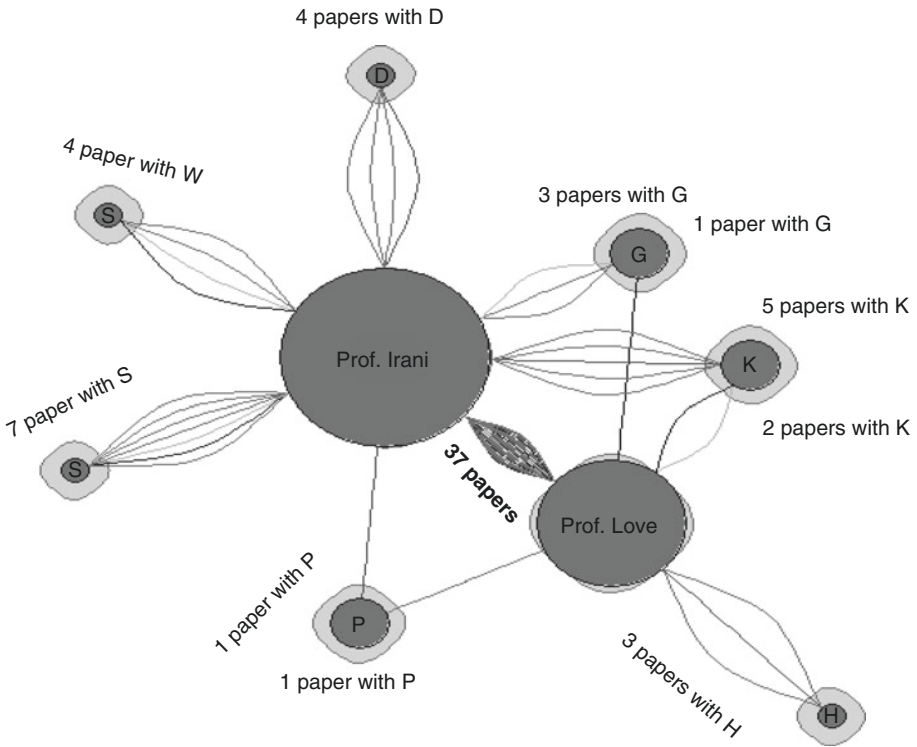 4 papers with D
D
4 paper with W
S
3 papers with G
1 paper with G
G
5 papers with K
Prof. Irani
K
7 paper with S
2 papers with K
S
37 papers
Prof. Love
1 paper with P
P
3 papers with H
1 paper with P
H